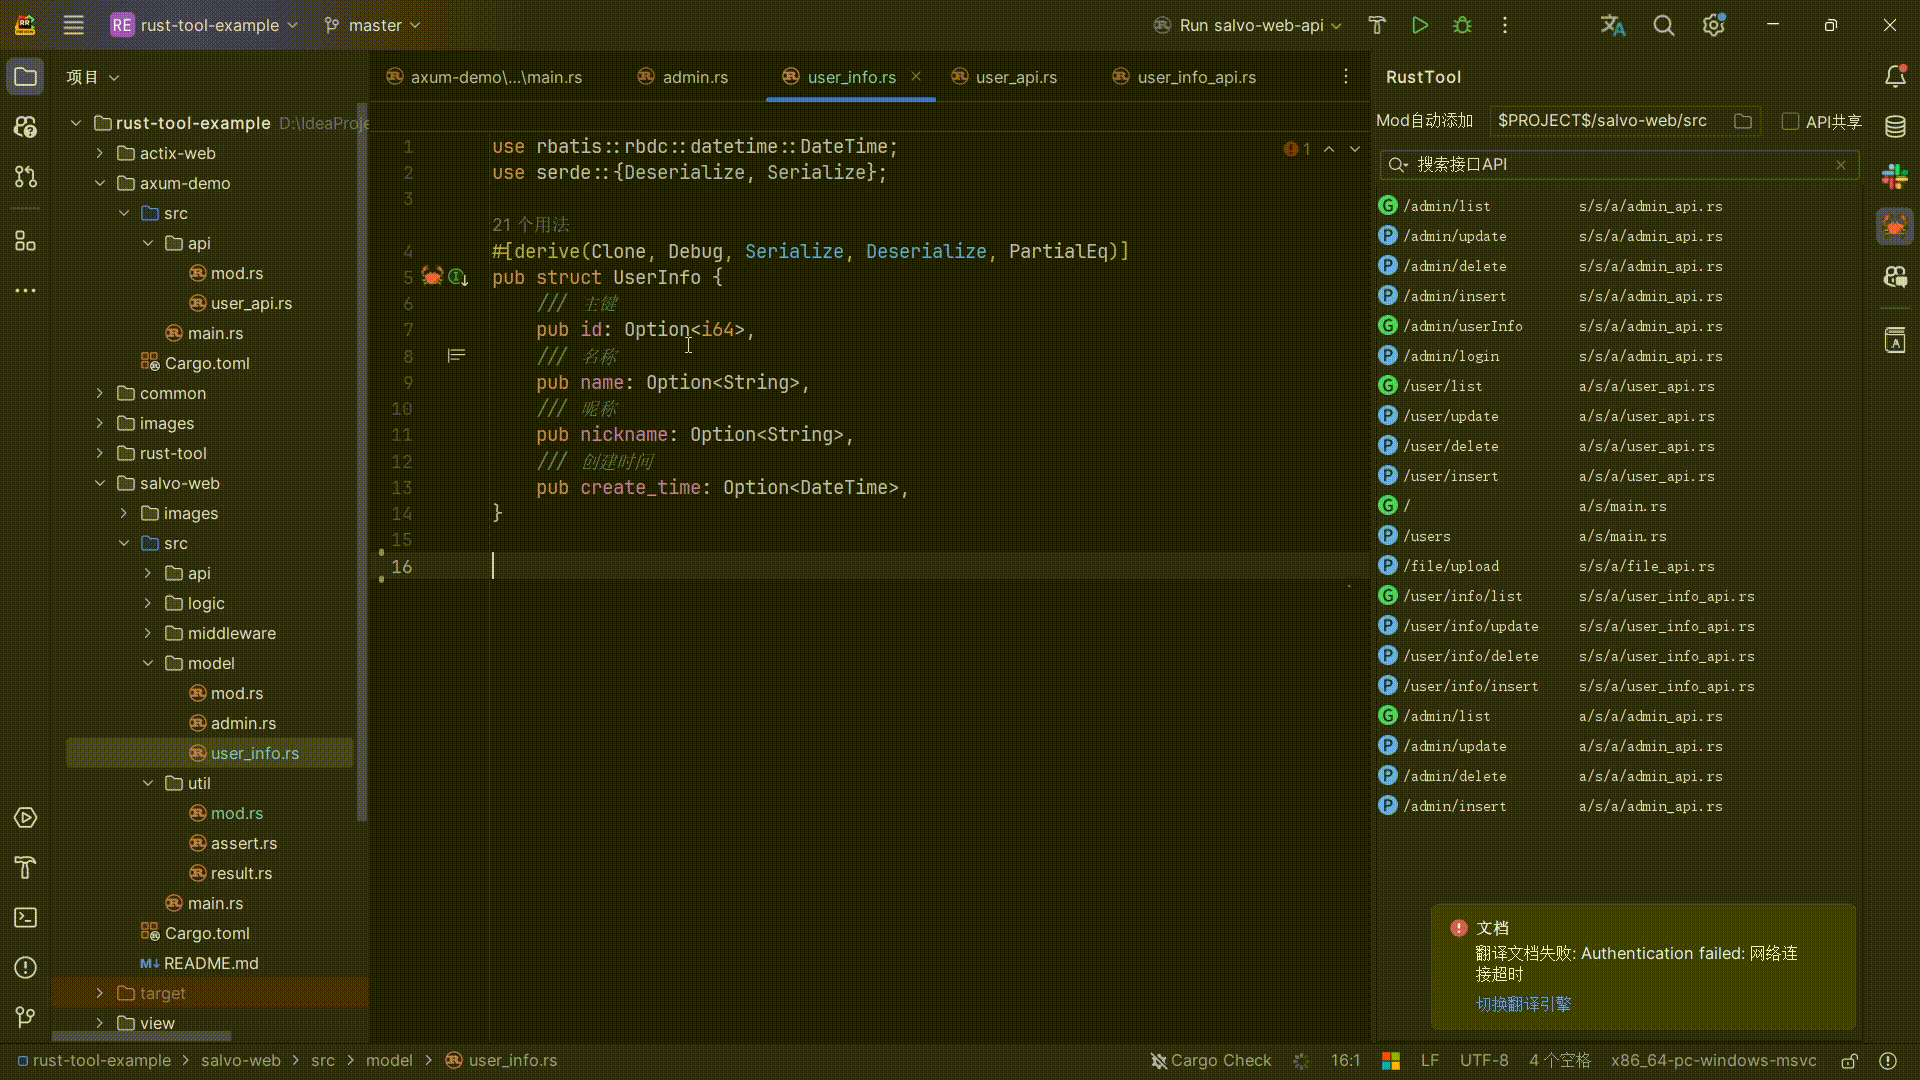 RE rust-tool-example
master
Run salvo-web-api
项目
axum-demo\...\main.rs
admin.rs
user_info.rs
user_api.rs
user_info_api.rs
RustTool
rust-tool-example D:\IdeaProje
actix-web
axum-demo
src
api
mod.rs
user_api.rs
main.rs
Cargo.toml
common
images
rust-tool
salvo-web
images
src
api
logic
middleware
model
mod.rs
admin.rs
user_info.rs
util
mod.rs
assert.rs
result.rs
main.rs
Cargo.toml
M↓ README.md
target
view
1 use rbatis::rbdc::datetime::DateTime;
2 use serde::{Deserialize, Serialize};
3
21 个用法
4 #[derive(Clone, Debug, Serialize, Deserialize, PartialEq)]
5 pub struct UserInfo {
6 /// 主键
7 pub id: Option<i64>,
8 /// 名称
9 pub name: Option<String>,
10 /// 昵称
11 pub nickname: Option<String>,
12 /// 创建时间
13 pub create_time: Option<DateTime>,
14 }
15
16
1
Mod自动添加 $PROJECT$/salvo-web/src API共享
搜索接口API
G /admin/list s/s/a/admin_api.rs
P /admin/update s/s/a/admin_api.rs
P /admin/delete s/s/a/admin_api.rs
P /admin/insert s/s/a/admin_api.rs
G /admin/userInfo s/s/a/admin_api.rs
P /admin/login s/s/a/admin_api.rs
G /user/list a/s/a/user_api.rs
P /user/update a/s/a/user_api.rs
P /user/delete a/s/a/user_api.rs
P /user/insert a/s/a/user_api.rs
G / a/s/main.rs
P /users a/s/main.rs
P /file/upload s/s/a/file_api.rs
G /user/info/list s/s/a/user_info_api.rs
P /user/info/update s/s/a/user_info_api.rs
P /user/info/delete s/s/a/user_info_api.rs
P /user/info/insert s/s/a/user_info_api.rs
G /admin/list a/s/a/admin_api.rs
P /admin/update a/s/a/admin_api.rs
P /admin/delete a/s/a/admin_api.rs
P /admin/insert a/s/a/admin_api.rs
文档
翻译文档失败: Authentication failed: 网络连
接超时
切换翻译引擎
rust-tool-example > salvo-web > src > model > user_info.rs
Cargo Check 16:1 LF UTF-8 4 个空格 x86_64-pc-windows-msvc